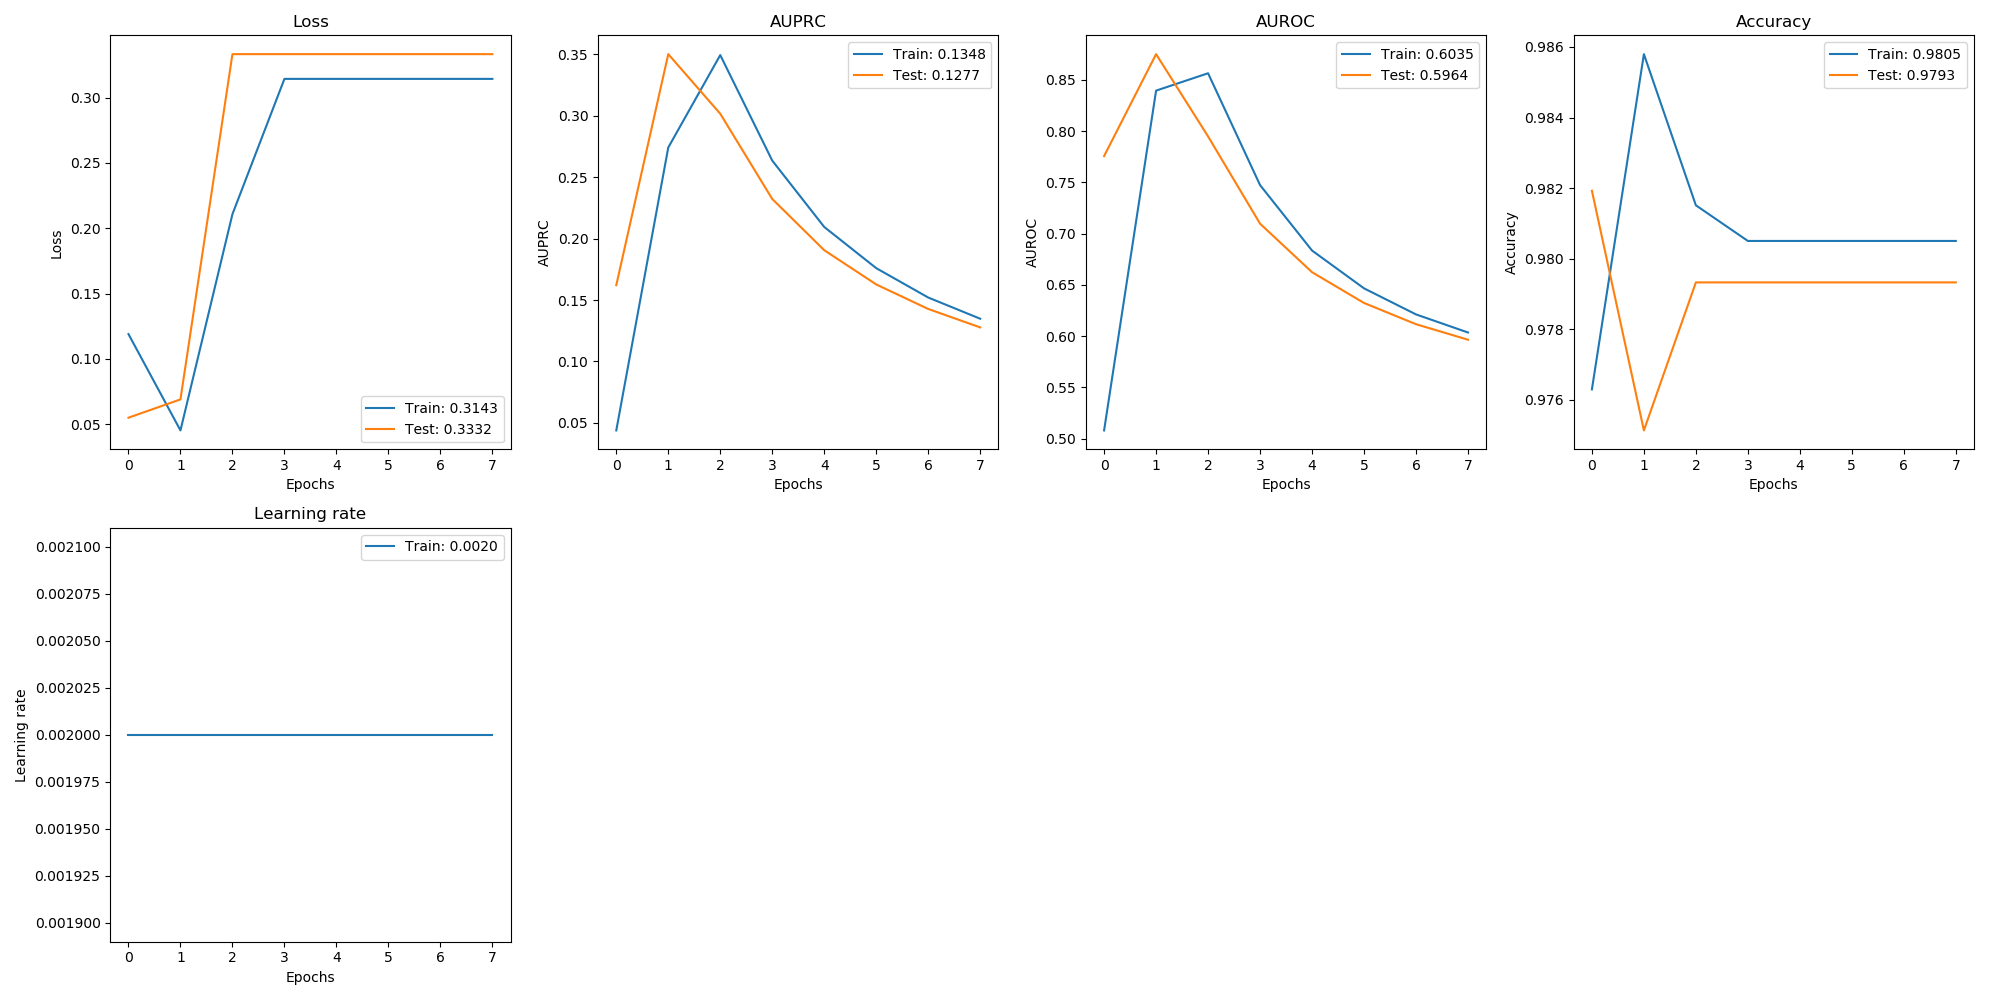 Loss
Loss
0.30
0.25
0.20
0.15
0.10
0.05
Train: 0.3143
Test: 0.3332
0 1 2 3 4 5 6 7
Epochs
AUPRC
AUPRC
0.35
0.30
0.25
0.20
0.15
0.10
0.05
Train: 0.1348
Test: 0.1277
0 1 2 3 4 5 6 7
Epochs
AUROC
AUROC
0.85
0.80
0.75
0.70
0.65
0.60
0.55
0.50
Train: 0.6035
Test: 0.5964
0 1 2 3 4 5 6 7
Epochs
Accuracy
Accuracy
0.986
0.984
0.982
0.980
0.978
0.976
Train: 0.9805
Test: 0.9793
0 1 2 3 4 5 6 7
Epochs
Learning rate
Learning rate
0.002100
0.002075
0.002050
0.002025
0.002000
0.001975
0.001950
0.001925
0.001900
Train: 0.0020
0 1 2 3 4 5 6 7
Epochs